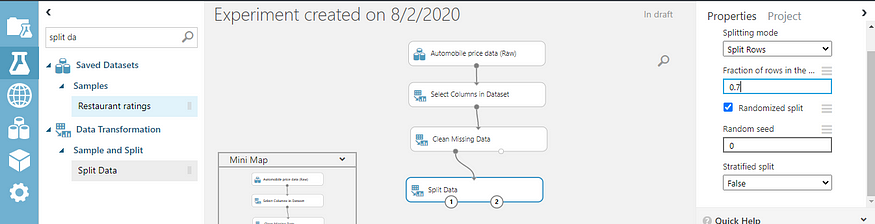 Experiment created on 8/2/2020
In draft
Properties Project
split da
Saved Datasets
Samples
Restaurant ratings
Data Transformation
Sample and Split
Split Data
Automobile price data (Raw)
Select Columns in Dataset
Clean Missing Data
Split Data
1 2
Mini Map
Automobile price data (Raw)
Select Columns in Dataset
Clean Missing Data
Splitting mode
Split Rows
Fraction of rows in the ...
0.7
Randomized split
Random seed
0
Stratified split
False
Quick Help